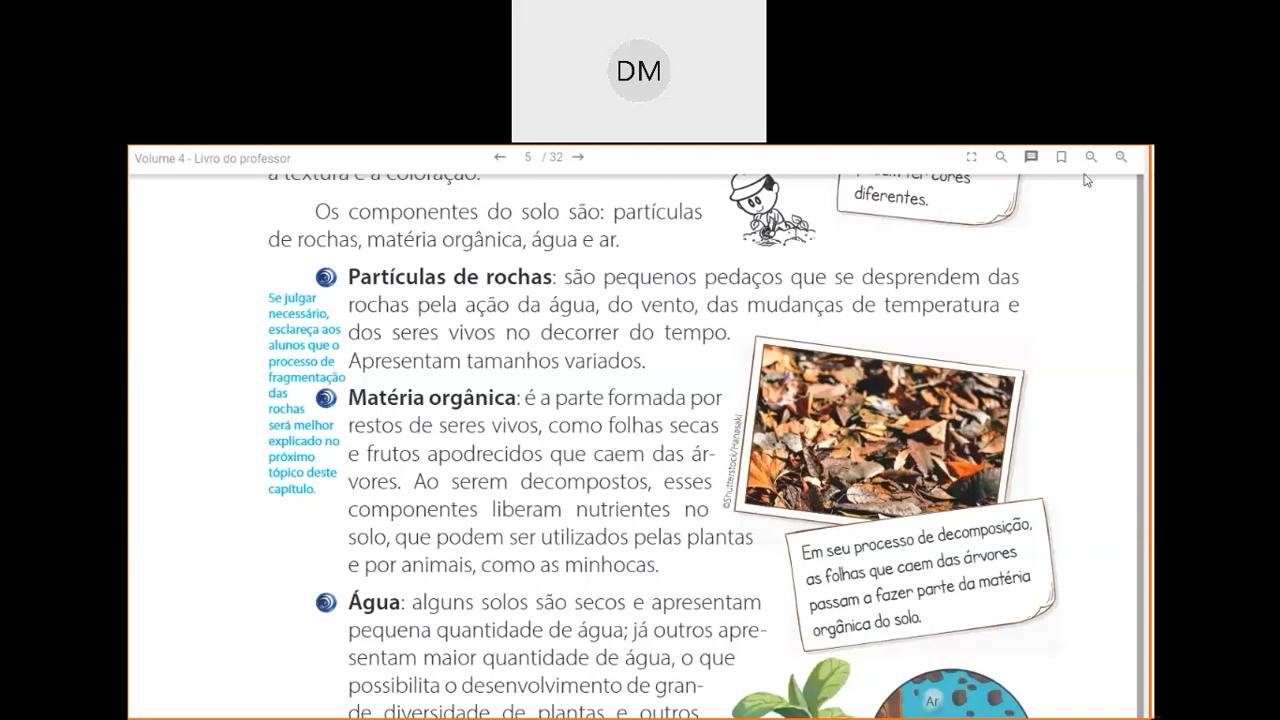 DM
Volume 4 - Livro do professor
5 / 32
a textura e a coloração.
diferentes.
Os componentes do solo são: partículas
de rochas, matéria orgânica, água e ar.
Partículas de rochas: são pequenos pedaços que se desprendem das
rochas pela ação da água, do vento, das mudanças de temperatura e
dos seres vivos no decorrer do tempo.
Apresentam tamanhos variados.
Se julgar
necessário,
esclareça aos
alunos que o
processo de
fragmentação
das
rochas
será melhor
explicado no
próximo
tópico deste
capítulo.
Matéria orgânica: é a parte formada por
restos de seres vivos, como folhas secas
e frutos apodrecidos que caem das ár-
vores. Ao serem decompostos, esses
componentes liberam nutrientes no
solo, que podem ser utilizados pelas plantas
e por animais, como as minhocas.
©Shutterstock/Hanasaki
Em seu processo de decomposição,
as folhas que caem das árvores
passam a fazer parte da matéria
orgânica do solo.
Água: alguns solos são secos e apresentam
pequena quantidade de água; já outros apre-
sentam maior quantidade de água, o que
possibilita o desenvolvimento de gran-
de diversidade de plantas e outros
Ar